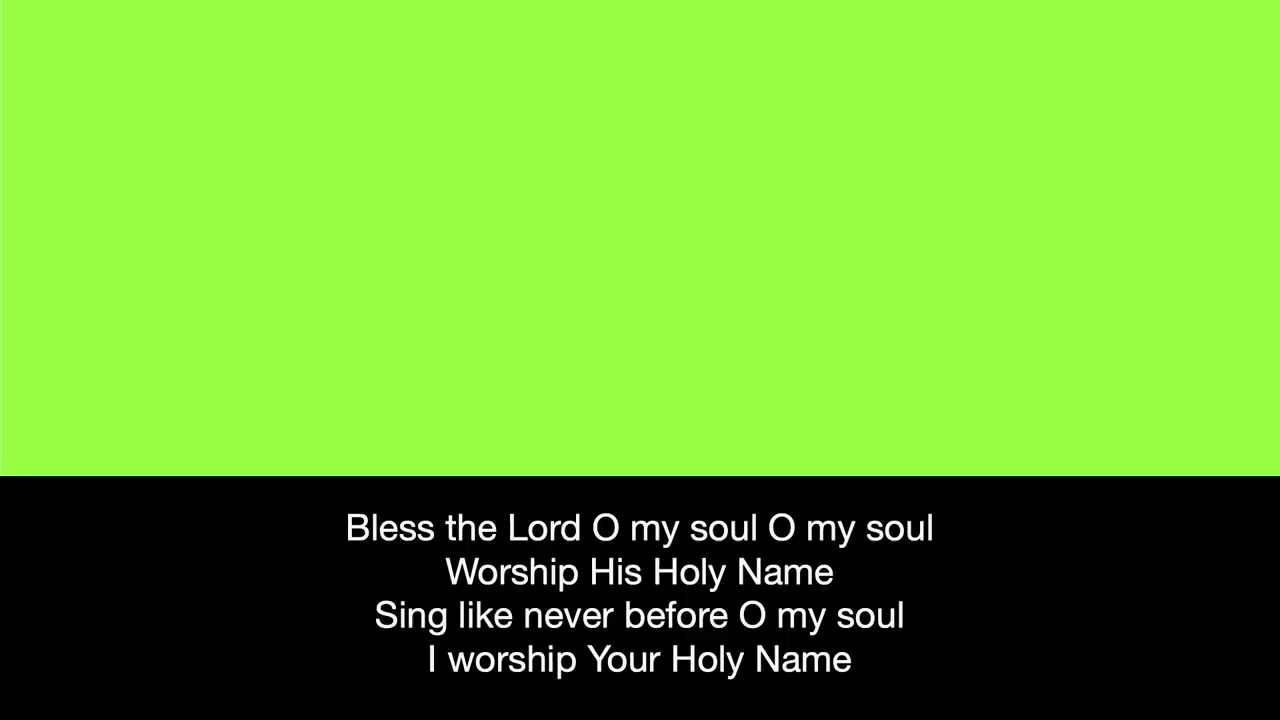 Bless the Lord O my soul O my soul
Worship His Holy Name
Sing like never before O my soul
I worship Your Holy Name